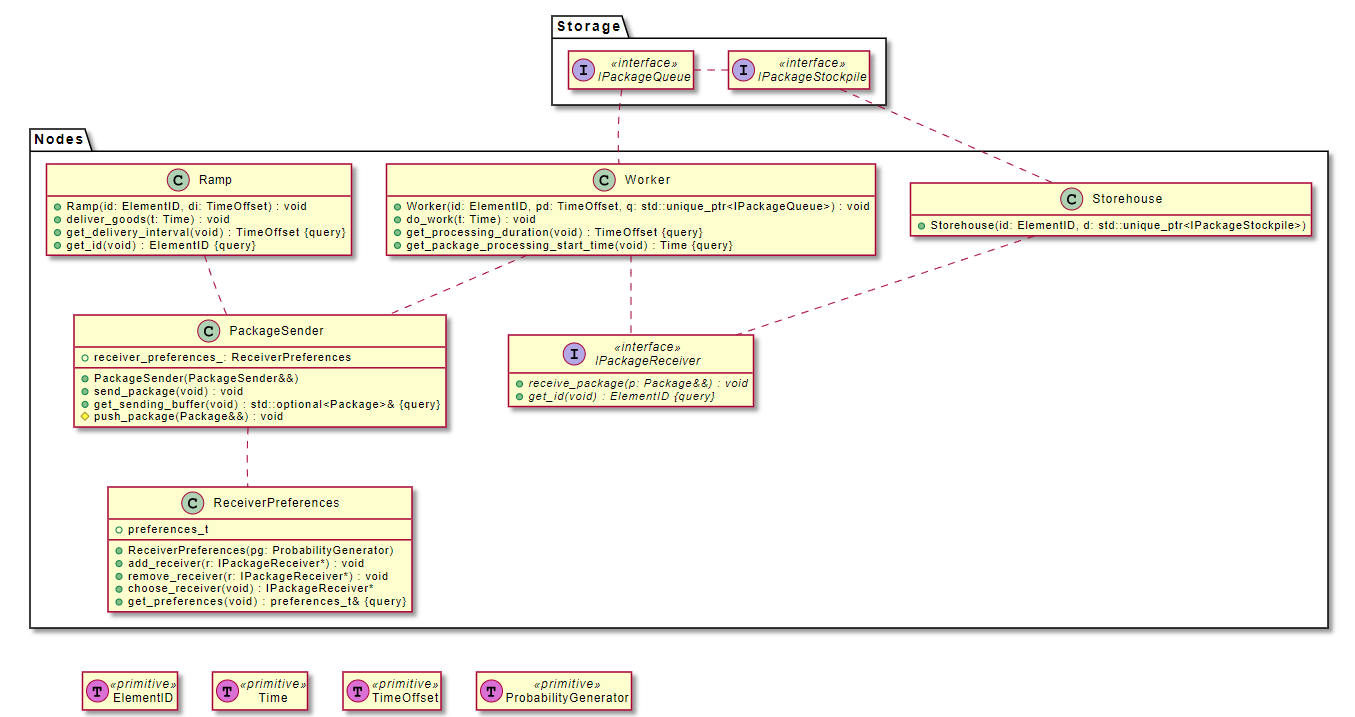 Storage
I
«interface»
IPackageQueue
I
«interface»
IPackageStockpile
Nodes
C Ramp
Ramp(id: ElementID, di: TimeOffset) : void
deliver_goods(t: Time) : void
get_delivery_interval(void) : TimeOffset {query}
get_id(void) : ElementID {query}
C Worker
Worker(id: ElementID, pd: TimeOffset, q: std::unique_ptr<IPackageQueue>) : void
do_work(t: Time) : void
get_processing_duration(void) : TimeOffset {query}
get_package_processing_start_time(void) : Time {query}
C Storehouse
Storehouse(id: ElementID, d: std::unique_ptr<IPackageStockpile>)
C PackageSender
receiver_preferences_: ReceiverPreferences
PackageSender(PackageSender&&)
send_package(void) : void
get_sending_buffer(void) : std::optional<Package>& {query}
push_package(Package&&) : void
I
«interface»
IPackageReceiver
receive_package(p: Package&&) : void
get_id(void) : ElementID {query}
C ReceiverPreferences
preferences_t
ReceiverPreferences(pg: ProbabilityGenerator)
add_receiver(r: IPackageReceiver*) : void
remove_receiver(r: IPackageReceiver*) : void
choose_receiver(void) : IPackageReceiver*
get_preferences(void) : preferences_t& {query}
T
«primitive»
ElementID
T
«primitive»
Time
T
«primitive»
TimeOffset
T
«primitive»
ProbabilityGenerator